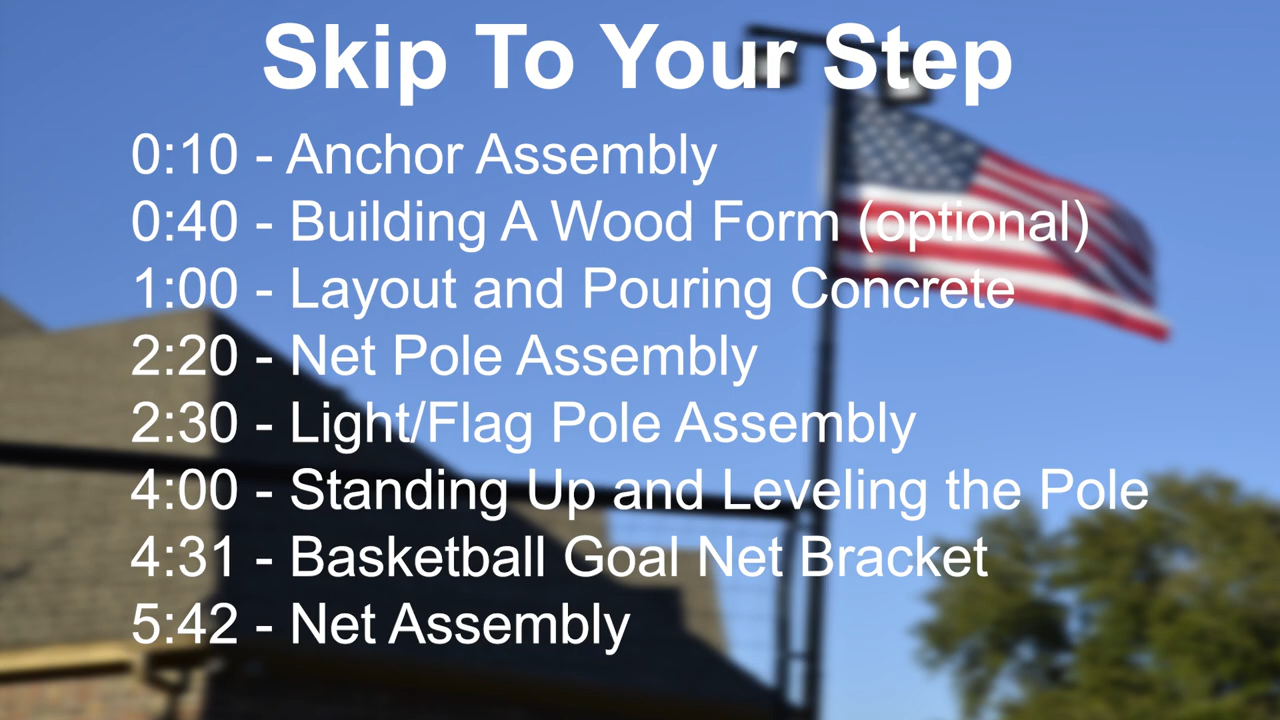 Skip To Your Step
0:10 - Anchor Assembly
0:40 - Building A Wood Form (optional)
1:00 - Layout and Pouring Concrete
2:20 - Net Pole Assembly
2:30 - Light/Flag Pole Assembly
4:00 - Standing Up and Leveling the Pole
4:31 - Basketball Goal Net Bracket
5:42 - Net Assembly